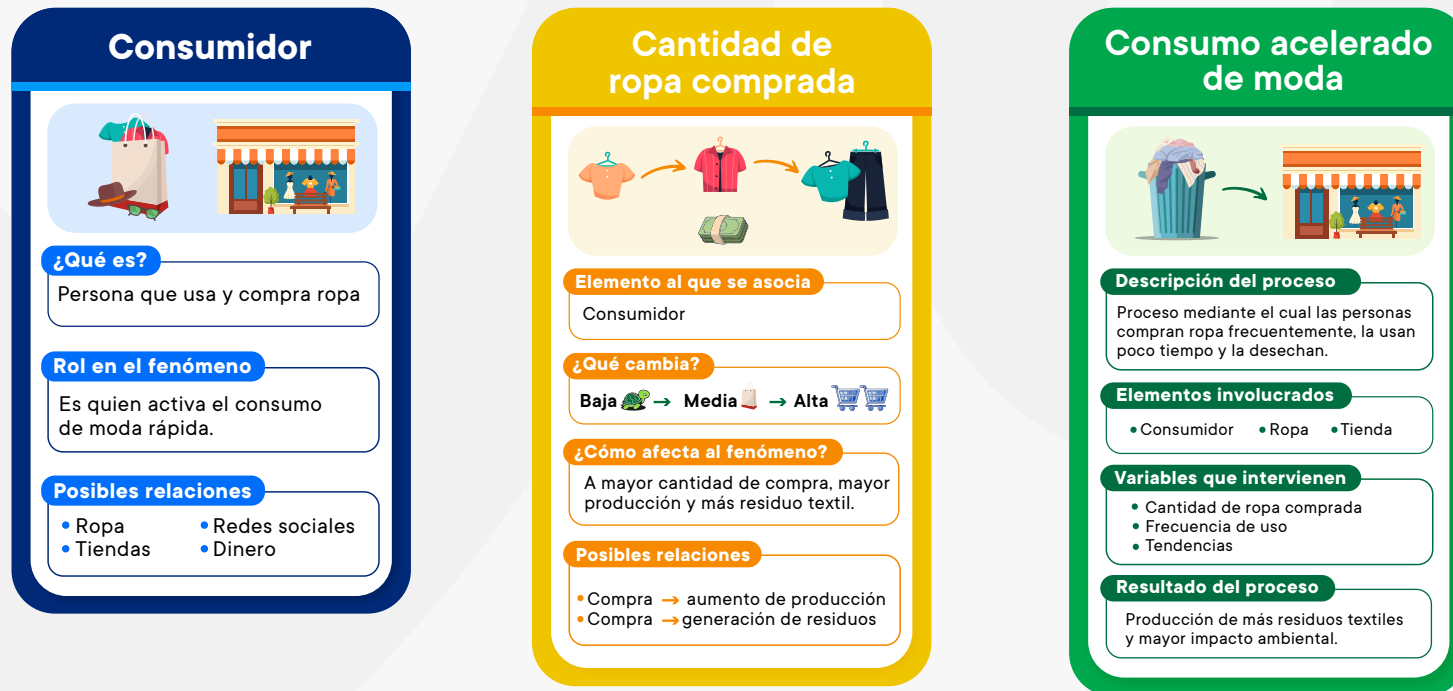 Consumidor
¿Qué es?
Persona que usa y compra ropa
Rol en el fenómeno
Es quien activa el consumo
de moda rápida.
Posibles relaciones
• Ropa
• Tiendas
• Redes sociales
• Dinero
Cantidad de
ropa comprada
Elemento al que se asocia
Consumidor
¿Qué cambia?
Baja → Media → Alta
¿Cómo afecta al fenómeno?
A mayor cantidad de compra, mayor
producción y más residuo textil.
Posibles relaciones
• Compra → aumento de producción
• Compra → generación de residuos
Consumo acelerado
de moda
Descripción del proceso
Proceso mediante el cual las personas
compran ropa frecuentemente, la usan
poco tiempo y la desechan.
Elementos involucrados
• Consumidor • Ropa • Tienda
Variables que intervienen
• Cantidad de ropa comprada
• Frecuencia de uso
• Tendencias
Resultado del proceso
Producción de más residuos textiles
y mayor impacto ambiental.